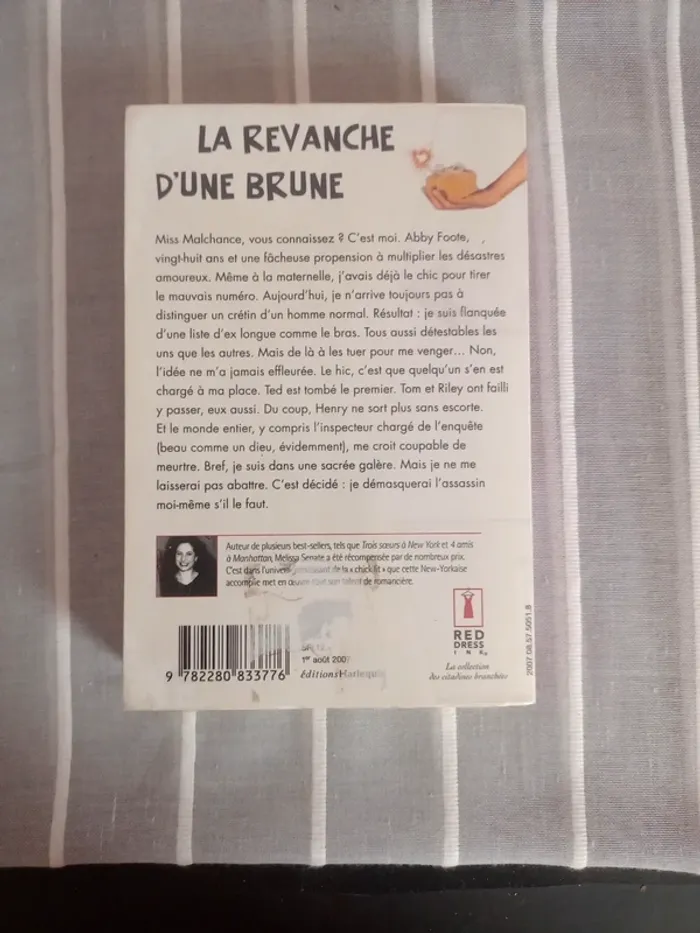 LA REVANCHE
D'UNE BRUNE
Miss Malchance, vous connaissez ? C'est moi. Abby Foote,
vingt-huit ans et une fâcheuse propension à multiplier les désastres
amoureux. Même à la maternelle, j'avais déjà le chic pour tirer
le mauvais numéro. Aujourd'hui, je n'arrive toujours pas à
distinguer un crétin d'un homme normal. Résultat : je suis flanquée
d'une liste d'ex longue comme le bras. Tous aussi détestables les
uns que les autres. Mais de là à les tuer pour me venger... Non,
l'idée ne m'a jamais effleurée. Le hic, c'est que quelqu'un s'en est
chargé à ma place. Ted est tombé le premier. Tom et Riley ont failli
y passer, eux aussi. Du coup, Henry ne sort plus sans escorte.
Et le monde entier, y compris l'inspecteur chargé de l'enquête
(beau comme un dieu, évidemment), me croit coupable de
meurtre. Bref, je suis dans une sacrée galère. Mais je ne me
laisserai pas abattre. C'est décidé : je démasquerai l'assassin
moi-même s'il le faut.
Auteur de plusieurs best-sellers, tels que Trois sœurs à New York et 4 amis
à Manhattan, Melissa Senate a été récompensée par de nombreux prix.
C'est dans l'univers de la « chick lit » que cette New-Yorkaise
accomplie met en œuvre tout son talent de romancière.
RED
DRESS
INK
La collection
des citadines branchées
1er août 2007
éditions Harlequin
9 782280 833776
2007.08.57.5051.8